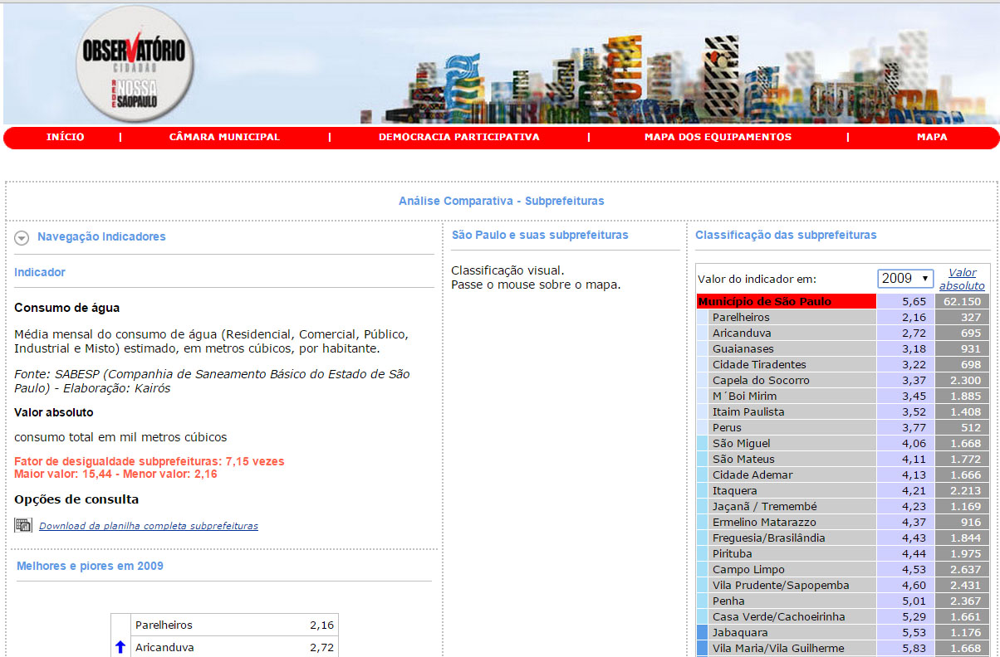 OBSERVATÓRIO
CIDADÃO
REDE NOSSA
SÃOPAULO
INÍCIO | CÂMARA MUNICIPAL | DEMOCRACIA PARTICIPATIVA | MAPA DOS EQUIPAMENTOS | MAPA
Análise Comparativa - Subprefeituras
Navegação Indicadores
Indicador
Consumo de água
Média mensal do consumo de água (Residencial, Comercial, Público,
Industrial e Misto) estimado, em metros cúbicos, por habitante.
Fonte: SABESP (Companhia de Saneamento Básico do Estado de São
Paulo) - Elaboração: Kairós
Valor absoluto
consumo total em mil metros cúbicos
Fator de desigualdade subprefeituras: 7,15 vezes
Maior valor: 15,44 - Menor valor: 2,16
Opções de consulta
Download da planilha completa subprefeituras
Melhores e piores em 2009
Parelheiros 2,16
Aricanduva 2,72
São Paulo e suas subprefeituras
Classificação visual.
Passe o mouse sobre o mapa.
Classificação das subprefeituras
Valor do indicador em: 2009 Valor
absoluto
Município de São Paulo 5,65 62.150
Parelheiros 2,16 327
Aricanduva 2,72 695
Guaianases 3,18 931
Cidade Tiradentes 3,22 698
Capela do Socorro 3,37 2.300
M´Boi Mirim 3,45 1.885
Itaim Paulista 3,52 1.408
Perus 3,77 512
São Miguel 4,06 1.668
São Mateus 4,11 1.772
Cidade Ademar 4,13 1.666
Itaquera 4,21 2.213
Jaçanã / Tremembé 4,23 1.169
Ermelino Matarazzo 4,37 916
Freguesia/Brasilândia 4,43 1.844
Pirituba 4,44 1.975
Campo Limpo 4,53 2.637
Vila Prudente/Sapopemba 4,60 2.431
Penha 5,01 2.367
Casa Verde/Cachoeirinha 5,29 1.661
Jabaquara 5,53 1.176
Vila Maria/Vila Guilherme 5,83 1.668